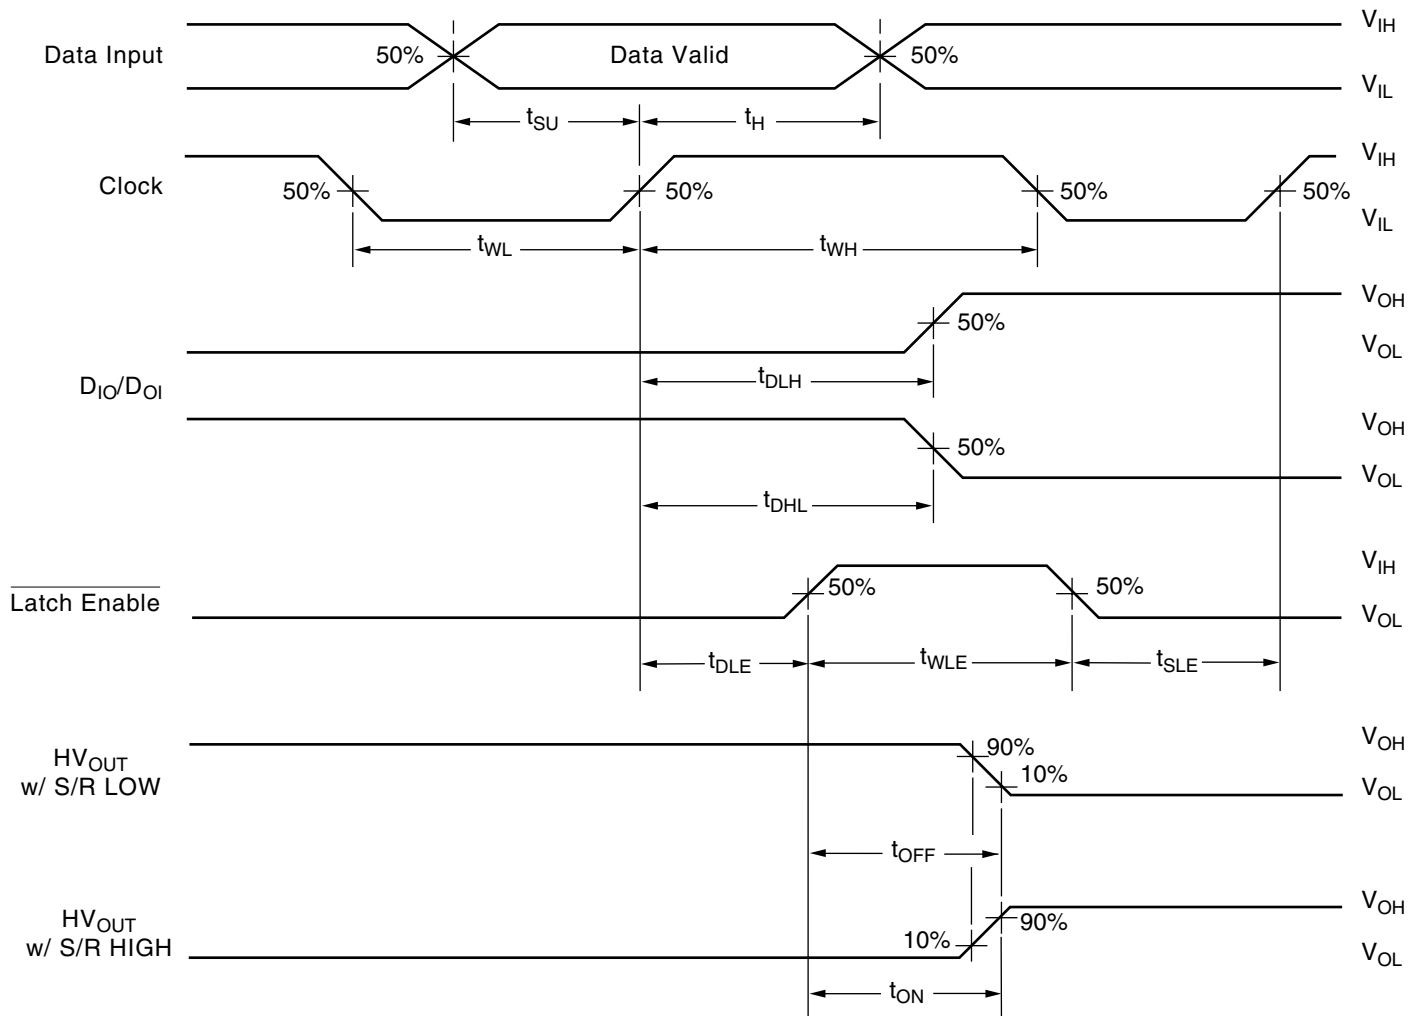 V_IH
Data Input 50% Data Valid 50%
V_IL
t_SU t_H
V_IH
Clock 50% 50% 50% 50%
V_IL
t_WL t_WH
V_OH
50%
V_OL
t_DLH
D_IO/D_OI
V_OH
50%
V_OL
t_DHL
V_IH
Latch Enable 50% 50%
V_OL
t_DLE t_WLE t_SLE
V_OH
HV_OUT 90%
w/ S/R LOW 10%
V_OL
t_OFF
V_OH
HV_OUT 90%
w/ S/R HIGH 10%
V_OL
t_ON